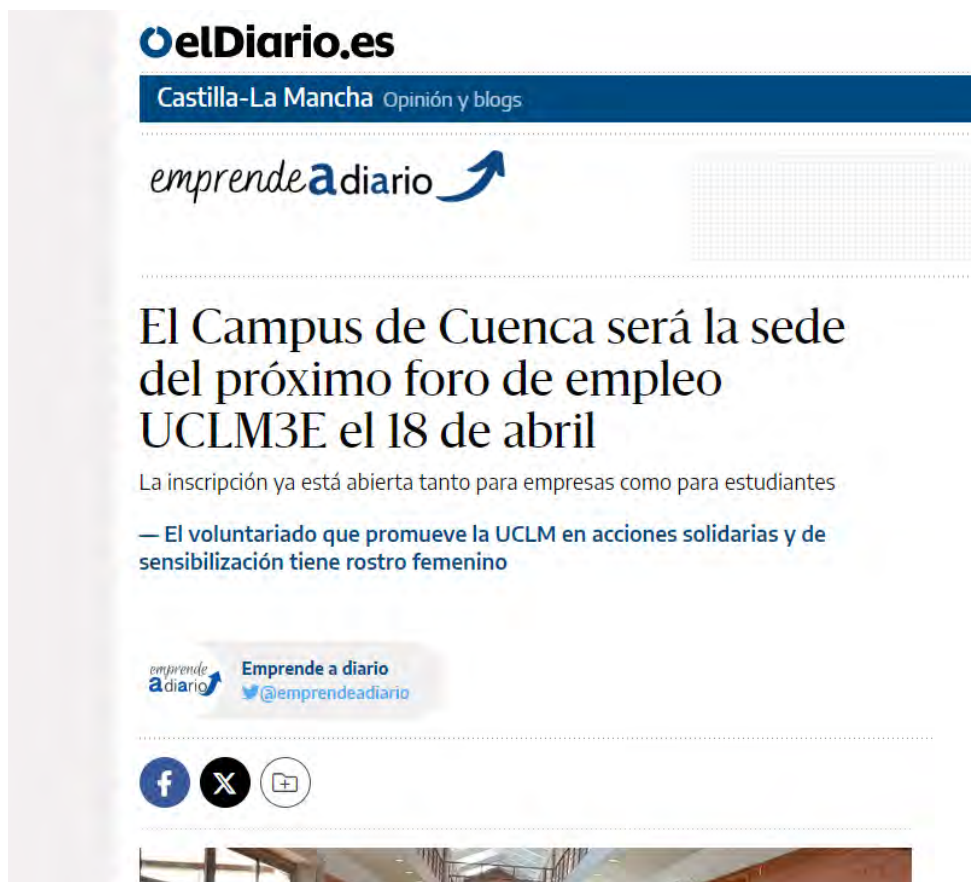 elDiario.es
Castilla-La Mancha Opinión y blogs
emprende a diario
El Campus de Cuenca será la sede
del próximo foro de empleo
UCLM3E el 18 de abril
La inscripción ya está abierta tanto para empresas como para estudiantes
— El voluntariado que promueve la UCLM en acciones solidarias y de
sensibilización tiene rostro femenino
emprende
adiario
Emprende a diario
@emprendeadiario